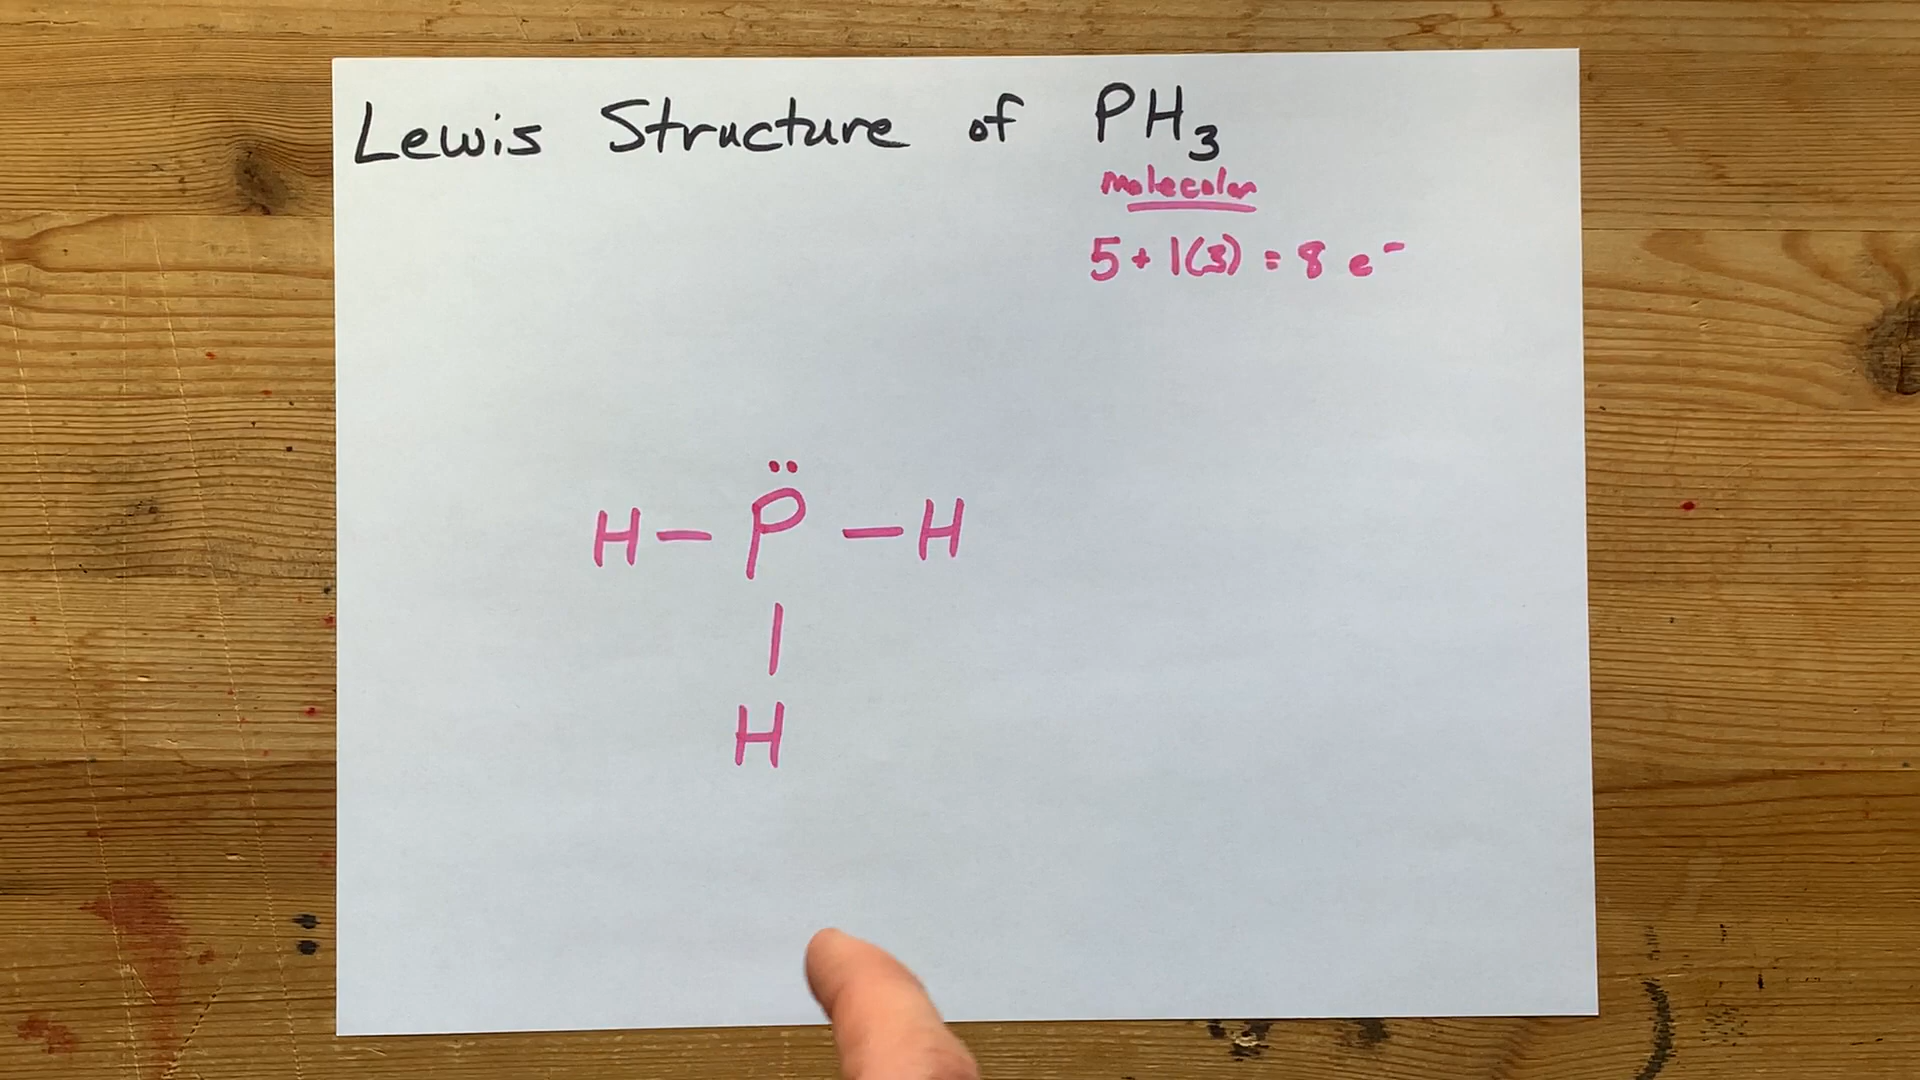 Lewis Structure of PH₃
molecular
5 + 1(3) = 8 e⁻
H – P̈ – H
|
H